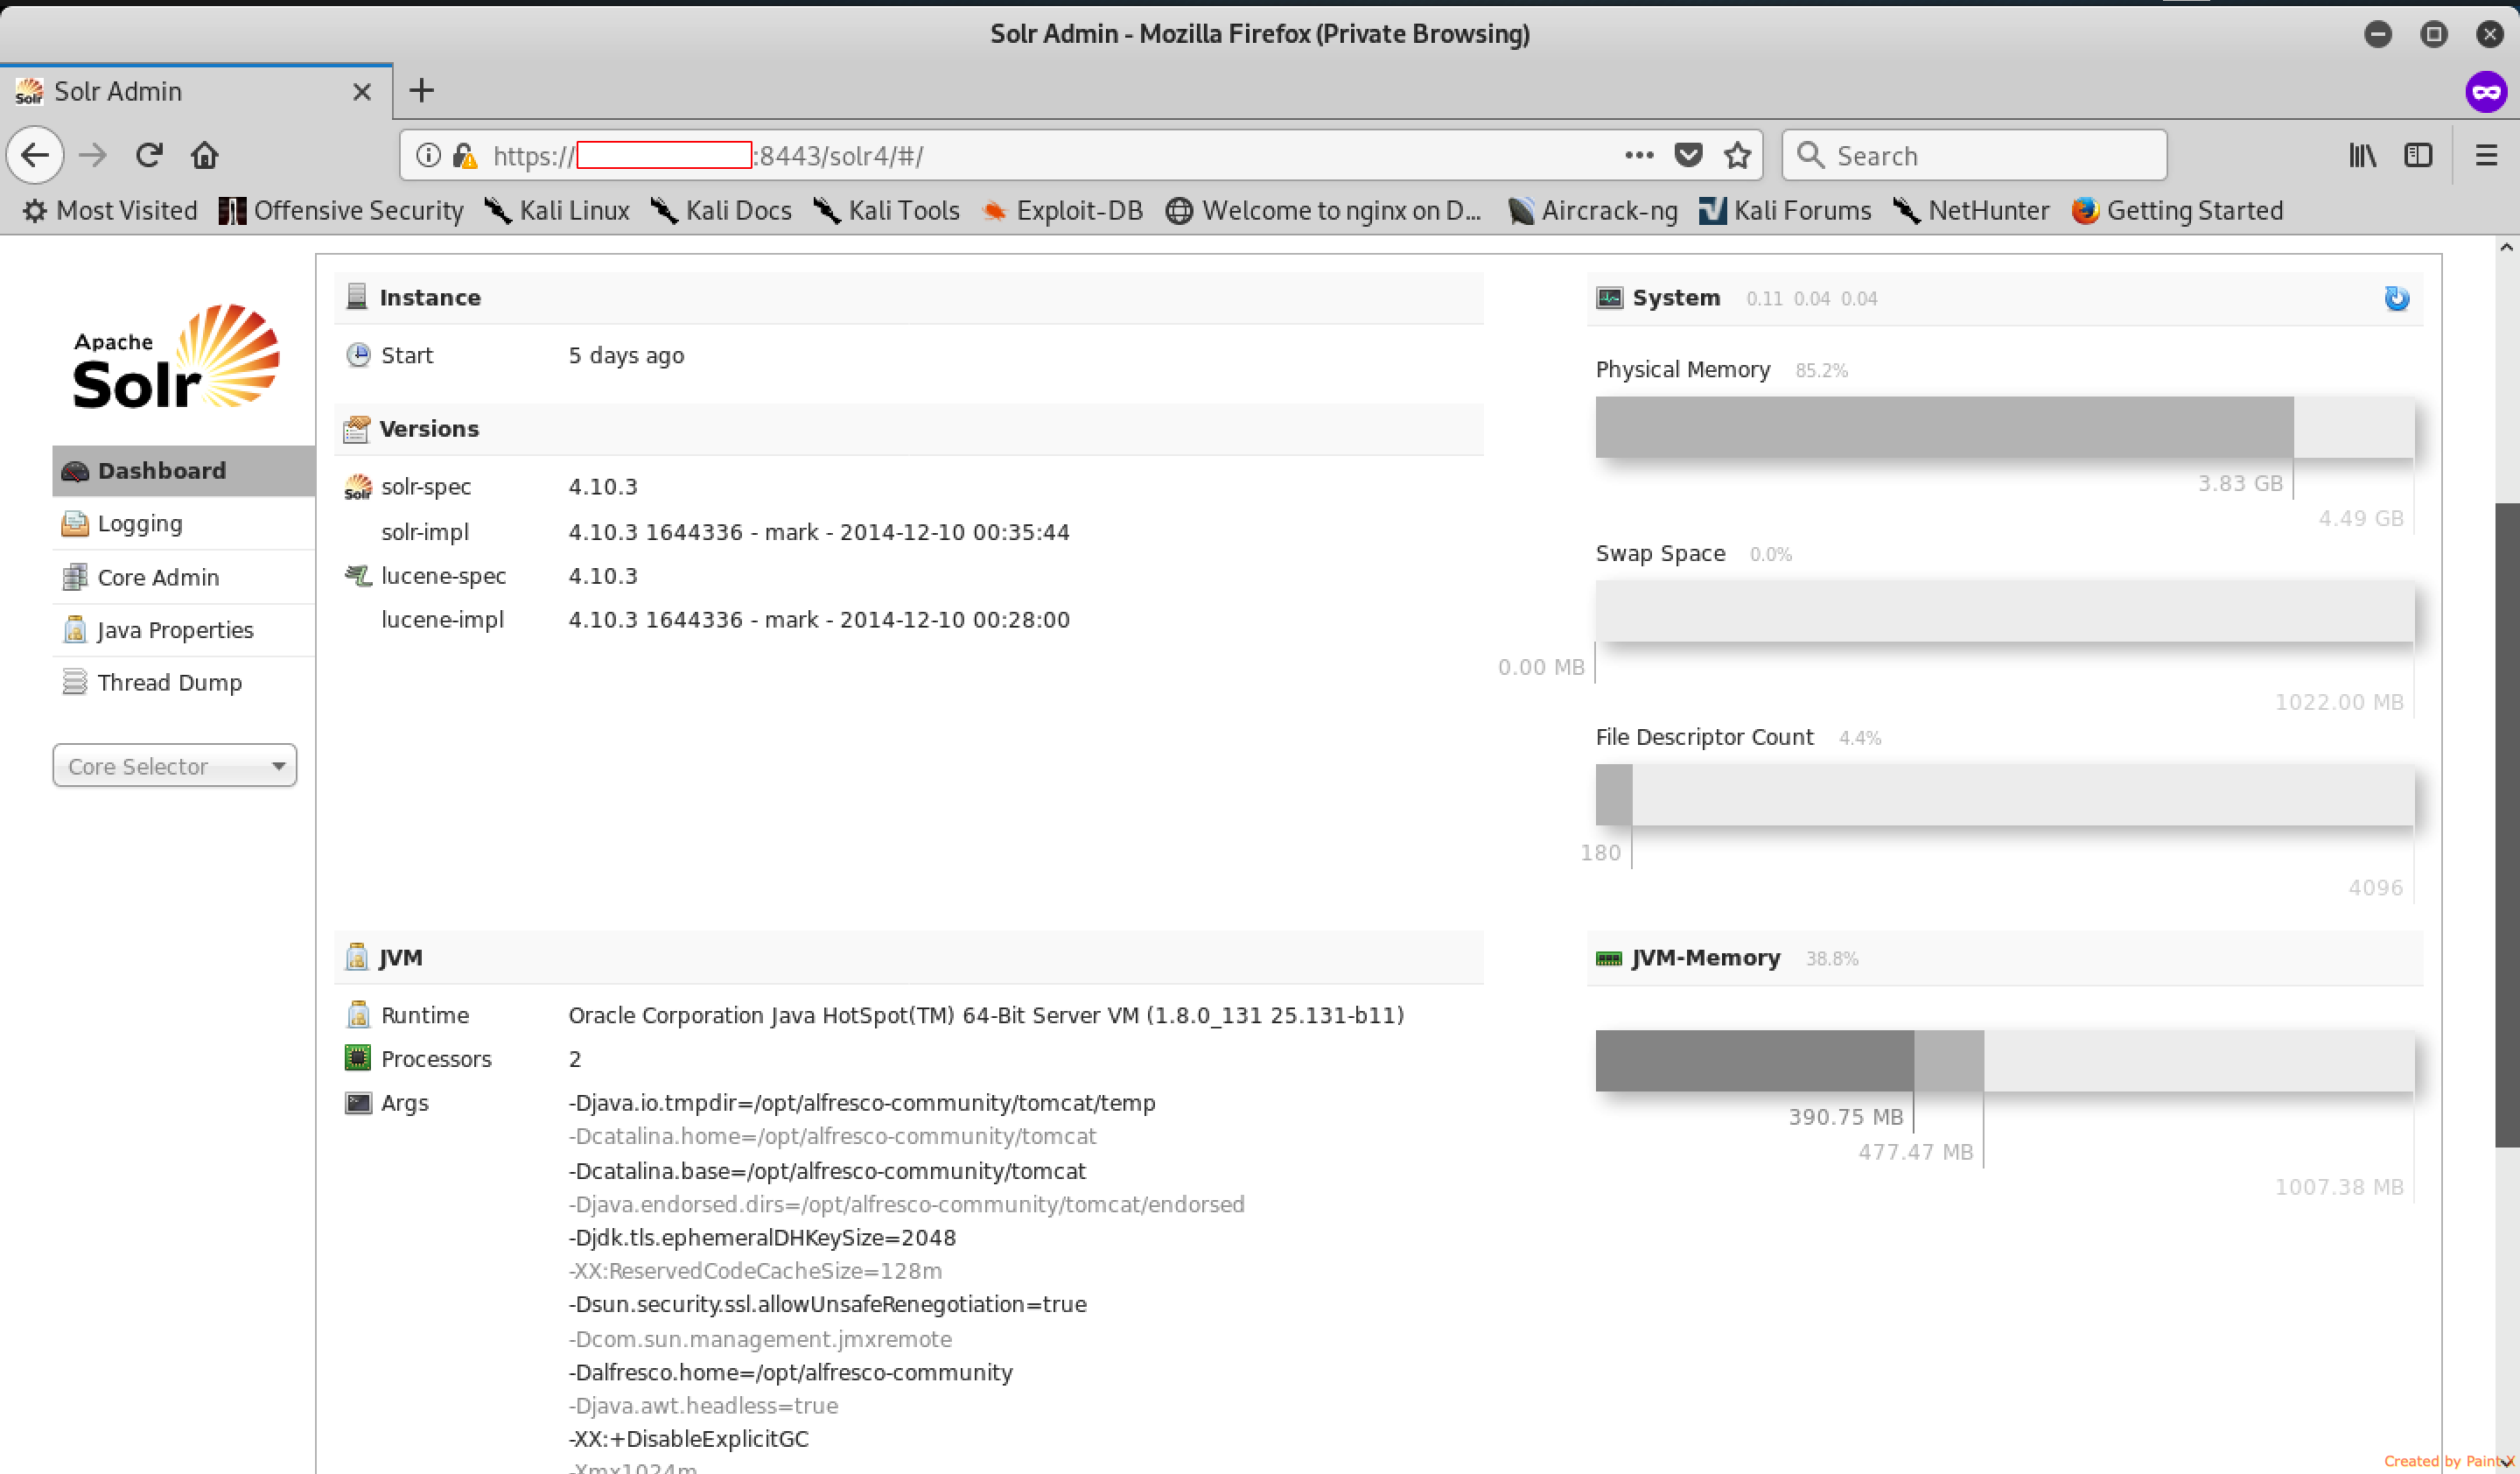 Solr Admin - Mozilla Firefox (Private Browsing)
Solr Solr Admin
https:// :8443/solr4/#/
Search
Most Visited Offensive Security Kali Linux Kali Docs Kali Tools Exploit-DB Welcome to nginx on D... Aircrack-ng Kali Forums NetHunter Getting Started
Apache
Solr
Dashboard
Logging
Core Admin
Java Properties
Thread Dump
Core Selector
Instance
Start 5 days ago
Versions
Solr solr-spec 4.10.3
solr-impl 4.10.3 1644336 - mark - 2014-12-10 00:35:44
lucene-spec 4.10.3
lucene-impl 4.10.3 1644336 - mark - 2014-12-10 00:28:00
System 0.11 0.04 0.04
Physical Memory 85.2%
3.83 GB
4.49 GB
Swap Space 0.0%
0.00 MB
1022.00 MB
File Descriptor Count 4.4%
180
4096
JVM
Runtime Oracle Corporation Java HotSpot(TM) 64-Bit Server VM (1.8.0_131 25.131-b11)
Processors 2
Args -Djava.io.tmpdir=/opt/alfresco-community/tomcat/temp
-Dcatalina.home=/opt/alfresco-community/tomcat
-Dcatalina.base=/opt/alfresco-community/tomcat
-Djava.endorsed.dirs=/opt/alfresco-community/tomcat/endorsed
-Djdk.tls.ephemeralDHKeySize=2048
-XX:ReservedCodeCacheSize=128m
-Dsun.security.ssl.allowUnsafeRenegotiation=true
-Dcom.sun.management.jmxremote
-Dalfresco.home=/opt/alfresco-community
-Djava.awt.headless=true
-XX:+DisableExplicitGC
-Xmx1024m
JVM-Memory 38.8%
390.75 MB
477.47 MB
1007.38 MB
Created by Paint X